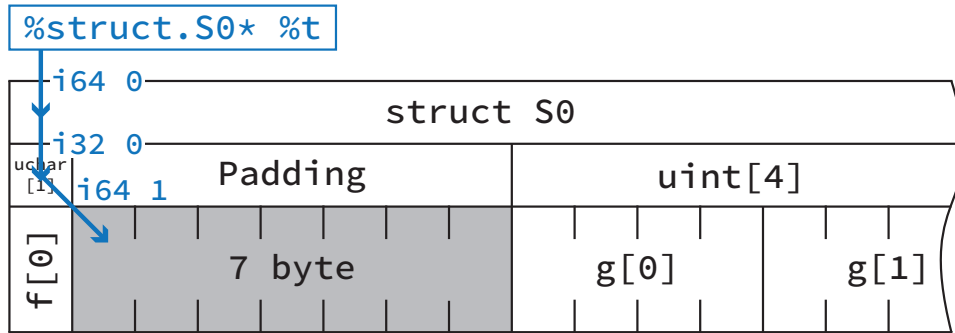 %struct.S0* %t
i64 0
struct S0
i32 0
uchar
[1]
i64 1
Padding
uint[4]
f[0]
7 byte
g[0]
g[1]